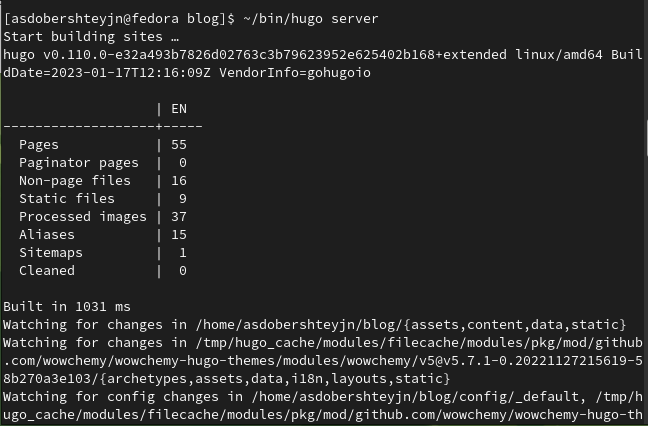 [asdobershteyjn@fedora blog]$ ~/bin/hugo server
Start building sites …
hugo v0.110.0-e32a493b7826d02763c3b79623952e625402b168+extended linux/amd64 Buil
dDate=2023-01-17T12:16:09Z VendorInfo=gohugoio
                   | EN
-------------------+-----
  Pages            | 55
  Paginator pages  |  0
  Non-page files   | 16
  Static files     |  9
  Processed images | 37
  Aliases          | 15
  Sitemaps         |  1
  Cleaned          |  0
Built in 1031 ms
Watching for changes in /home/asdobershteyjn/blog/{assets,content,data,static}
Watching for changes in /tmp/hugo_cache/modules/filecache/modules/pkg/mod/github
.com/wowchemy/wowchemy-hugo-themes/modules/wowchemy/v5@v5.7.1-0.20221127215619-5
8b270a3e103/{archetypes,assets,data,i18n,layouts,static}
Watching for config changes in /home/asdobershteyjn/blog/config/_default, /tmp/h
ugo_cache/modules/filecache/modules/pkg/mod/github.com/wowchemy/wowchemy-hugo-th